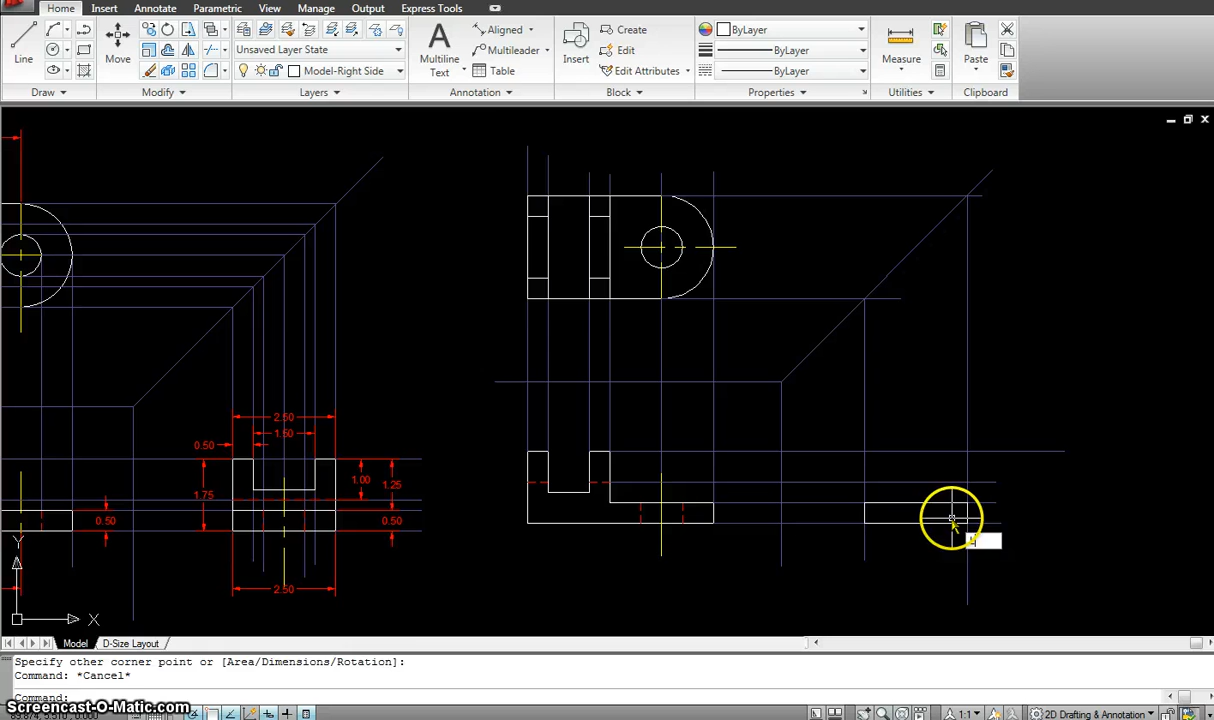 Home Insert Annotate Parametric View Manage Output Express Tools
Line Move Unsaved Layer State Multiline Text Aligned Multileader Table Insert Create Edit Edit Attributes ByLayer ByLayer ByLayer Measure Paste
Model-Right Side
Draw Modify Layers Annotation Block Properties Utilities Clipboard
2.50
1.50
0.50
1.00
1.25
1.75
0.50
0.50
2.50
Y
X
Model D-Size Layout
Specify other corner point or [Area/Dimensions/Rotation]:
Command: *Cancel*
Command:
Screencast-O-Matic.com
1:1 2D Drafting & Annotation